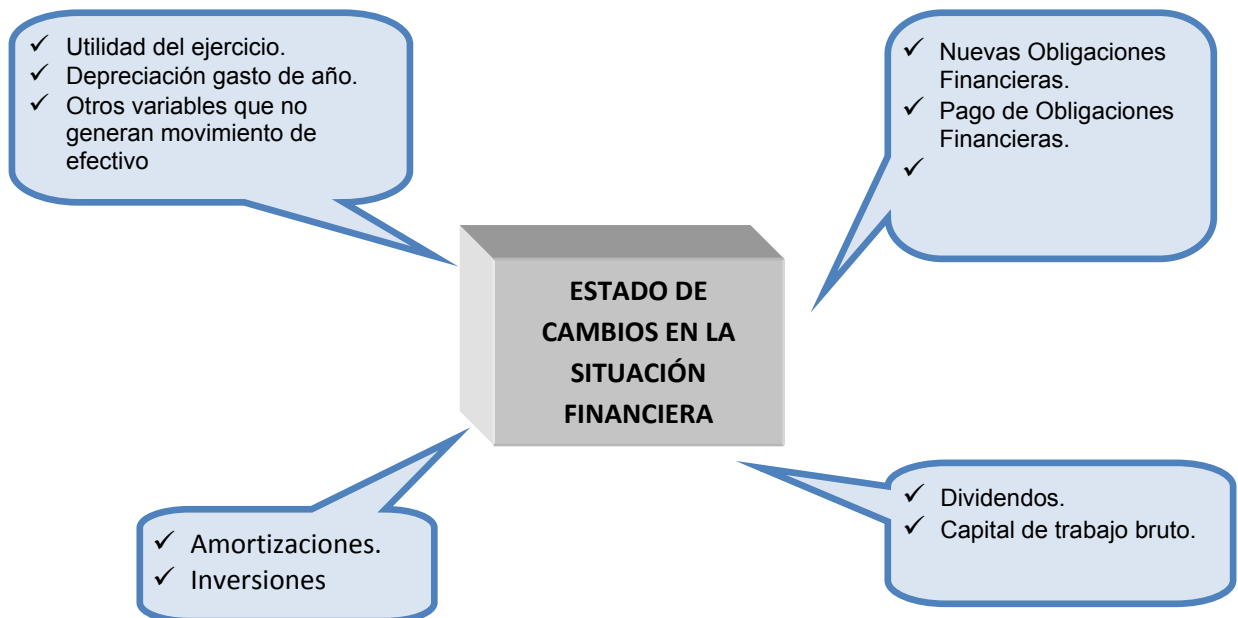 ✓ Utilidad del ejercicio.
✓ Depreciación gasto de año.
✓ Otros variables que no
generan movimiento de
efectivo
✓ Nuevas Obligaciones
Financieras.
✓ Pago de Obligaciones
Financieras.
✓
ESTADO DE
CAMBIOS EN LA
SITUACIÓN
FINANCIERA
✓ Amortizaciones.
✓ Inversiones
✓ Dividendos.
✓ Capital de trabajo bruto.